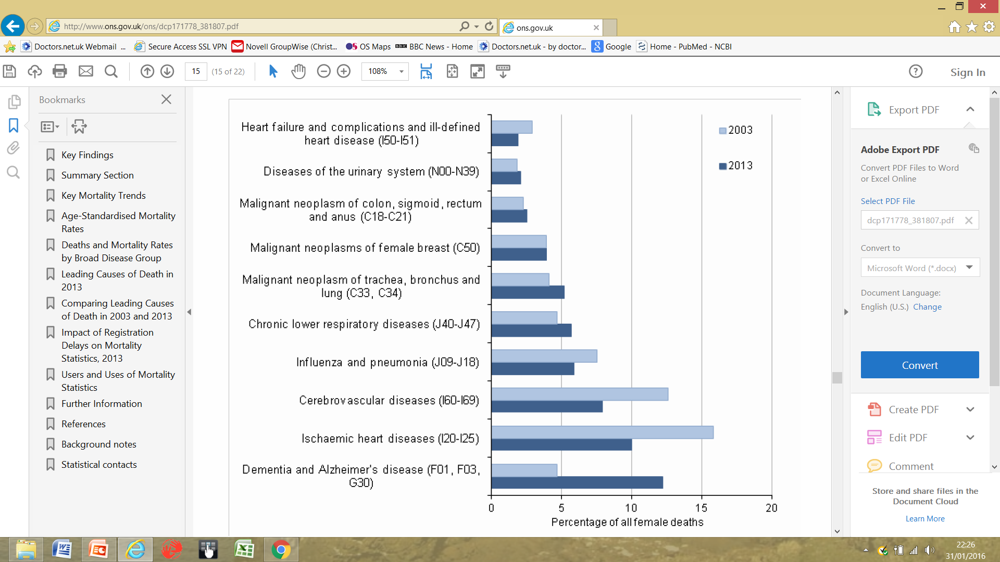 http://www.ons.gov.uk/ons/dcp171778_381807.pdf
ons.gov.uk
Doctors.net.uk Webmail ...
Secure Access SSL VPN
Novell GroupWise (Christ...
OS Maps
BBC BBC News - Home
Doctors.net.uk - by doctor...
Google
Home - PubMed - NCBI
15 (15 of 22)
108%
Sign In
Bookmarks
Key Findings
Summary Section
Key Mortality Trends
Age-Standardised Mortality
Rates
Deaths and Mortality Rates
by Broad Disease Group
Leading Causes of Death in
2013
Comparing Leading Causes
of Death in 2003 and 2013
Impact of Registration
Delays on Mortality
Statistics, 2013
Users and Uses of Mortality
Statistics
Further Information
References
Background notes
Statistical contacts
Heart failure and complications and ill-defined
heart disease (I50-I51)
Diseases of the urinary system (N00-N39)
Malignant neoplasm of colon, sigmoid, rectum
and anus (C18-C21)
Malignant neoplasms of female breast (C50)
Malignant neoplasm of trachea, bronchus and
lung (C33, C34)
Chronic lower respiratory diseases (J40-J47)
Influenza and pneumonia (J09-J18)
Cerebrovascular diseases (I60-I69)
Ischaemic heart diseases (I20-I25)
Dementia and Alzheimer's disease (F01, F03,
G30)
2003
2013
0 5 10 15 20
Percentage of all female deaths
Export PDF
Adobe Export PDF
Convert PDF Files to Word
or Excel Online
Select PDF File
dcp171778_381807.pdf
Convert to
Microsoft Word (*.docx)
Document Language:
English (U.S.) Change
Convert
Create PDF
Edit PDF
Comment
Store and share files in the
Document Cloud
Learn More
22:26
31/01/2016